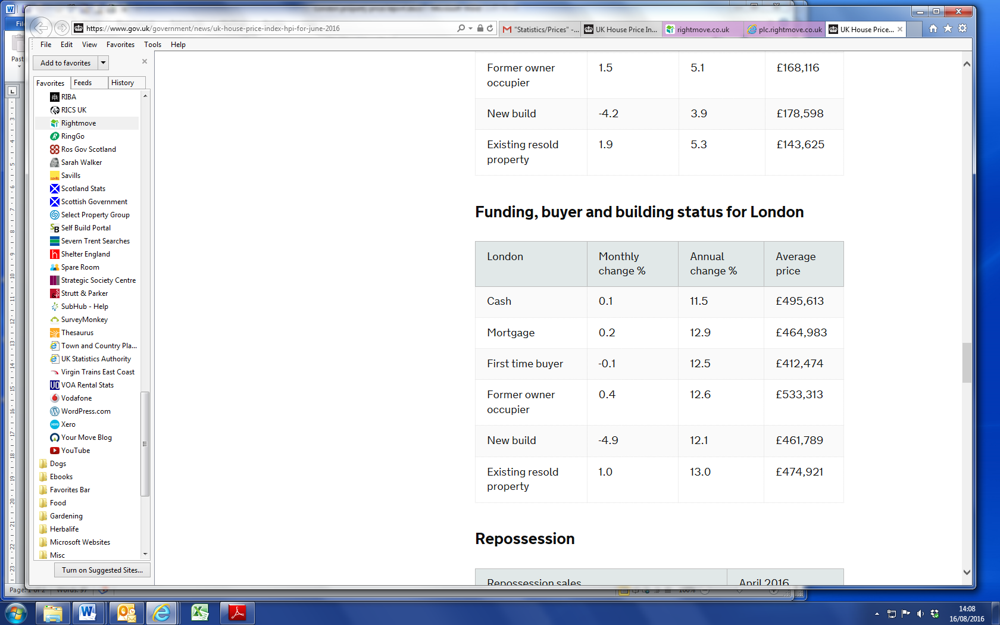 https://www.gov.uk/government/news/uk-house-price-index-hpi-for-june-2016
"Statistics/Prices" -...
UK House Price In...
rightmove.co.uk
plc.rightmove.co.uk
UK House Price...
File Edit View Favorites Tools Help
Add to favorites
Favorites Feeds History
RIBA
RICS UK
Rightmove
RingGo
Ros Gov Scotland
Sarah Walker
Savills
Scotland Stats
Scottish Government
Select Property Group
Self Build Portal
Severn Trent Searches
Shelter England
Spare Room
Strategic Society Centre
Strutt & Parker
SubHub - Help
SurveyMonkey
Thesaurus
Town and Country Pla...
UK Statistics Authority
Virgin Trains East Coast
VOA Rental Stats
Vodafone
WordPress.com
Xero
Your Move Blog
YouTube
Dogs
Ebooks
Favorites Bar
Food
Gardening
Herbalife
Microsoft Websites
Misc
Turn on Suggested Sites...
Former owner occupier 1.5 5.1 £168,116
New build -4.2 3.9 £178,598
Existing resold property 1.9 5.3 £143,625
Funding, buyer and building status for London
London Monthly change % Annual change % Average price
Cash 0.1 11.5 £495,613
Mortgage 0.2 12.9 £464,983
First time buyer -0.1 12.5 £412,474
Former owner occupier 0.4 12.6 £533,313
New build -4.9 12.1 £461,789
Existing resold property 1.0 13.0 £474,921
Repossession
Repossession sales April 2016
14:08
16/08/2016